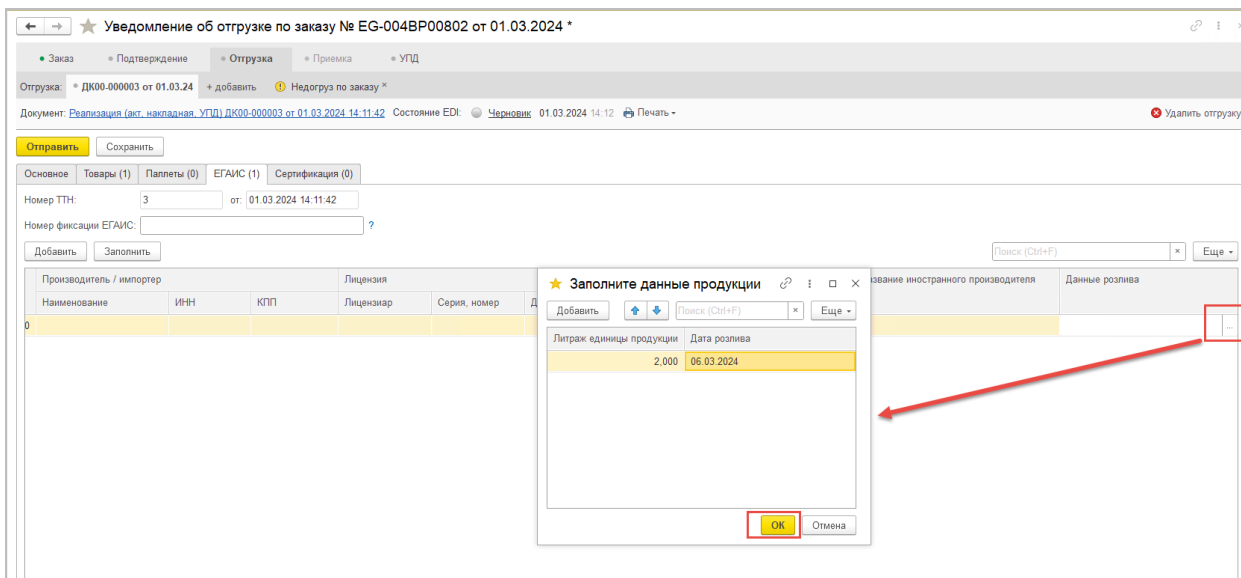 Уведомление об отгрузке по заказу № EG-004BP00802 от 01.03.2024 *
Заказ Подтверждение Отгрузка Приемка УПД
Отгрузка: ДК00-000003 от 01.03.24 + добавить Недогруз по заказу ×
Документ: Реализация (акт, накладная, УПД) ДК00-000003 от 01.03.2024 14:11:42 Состояние EDI: Черновик 01.03.2024 14:12 Печать Удалить отгрузку
Отправить Сохранить
Основное Товары (1) Паллеты (0) ЕГАИС (1) Сертификация (0)
Номер ТТН: 3 от: 01.03.2024 14:11:42
Номер фиксации ЕГАИС: ?
Добавить Заполнить Поиск (Ctrl+F) × Еще
Производитель / импортер Лицензия звание иностранного производителя Данные розлива
Наименование ИНН КПП Лицензиар Серия, номер Д
0 ...
Заполните данные продукции
Добавить Поиск (Ctrl+F) × Еще
Литраж единицы продукции Дата розлива
2,000 06.03.2024
ОК Отмена